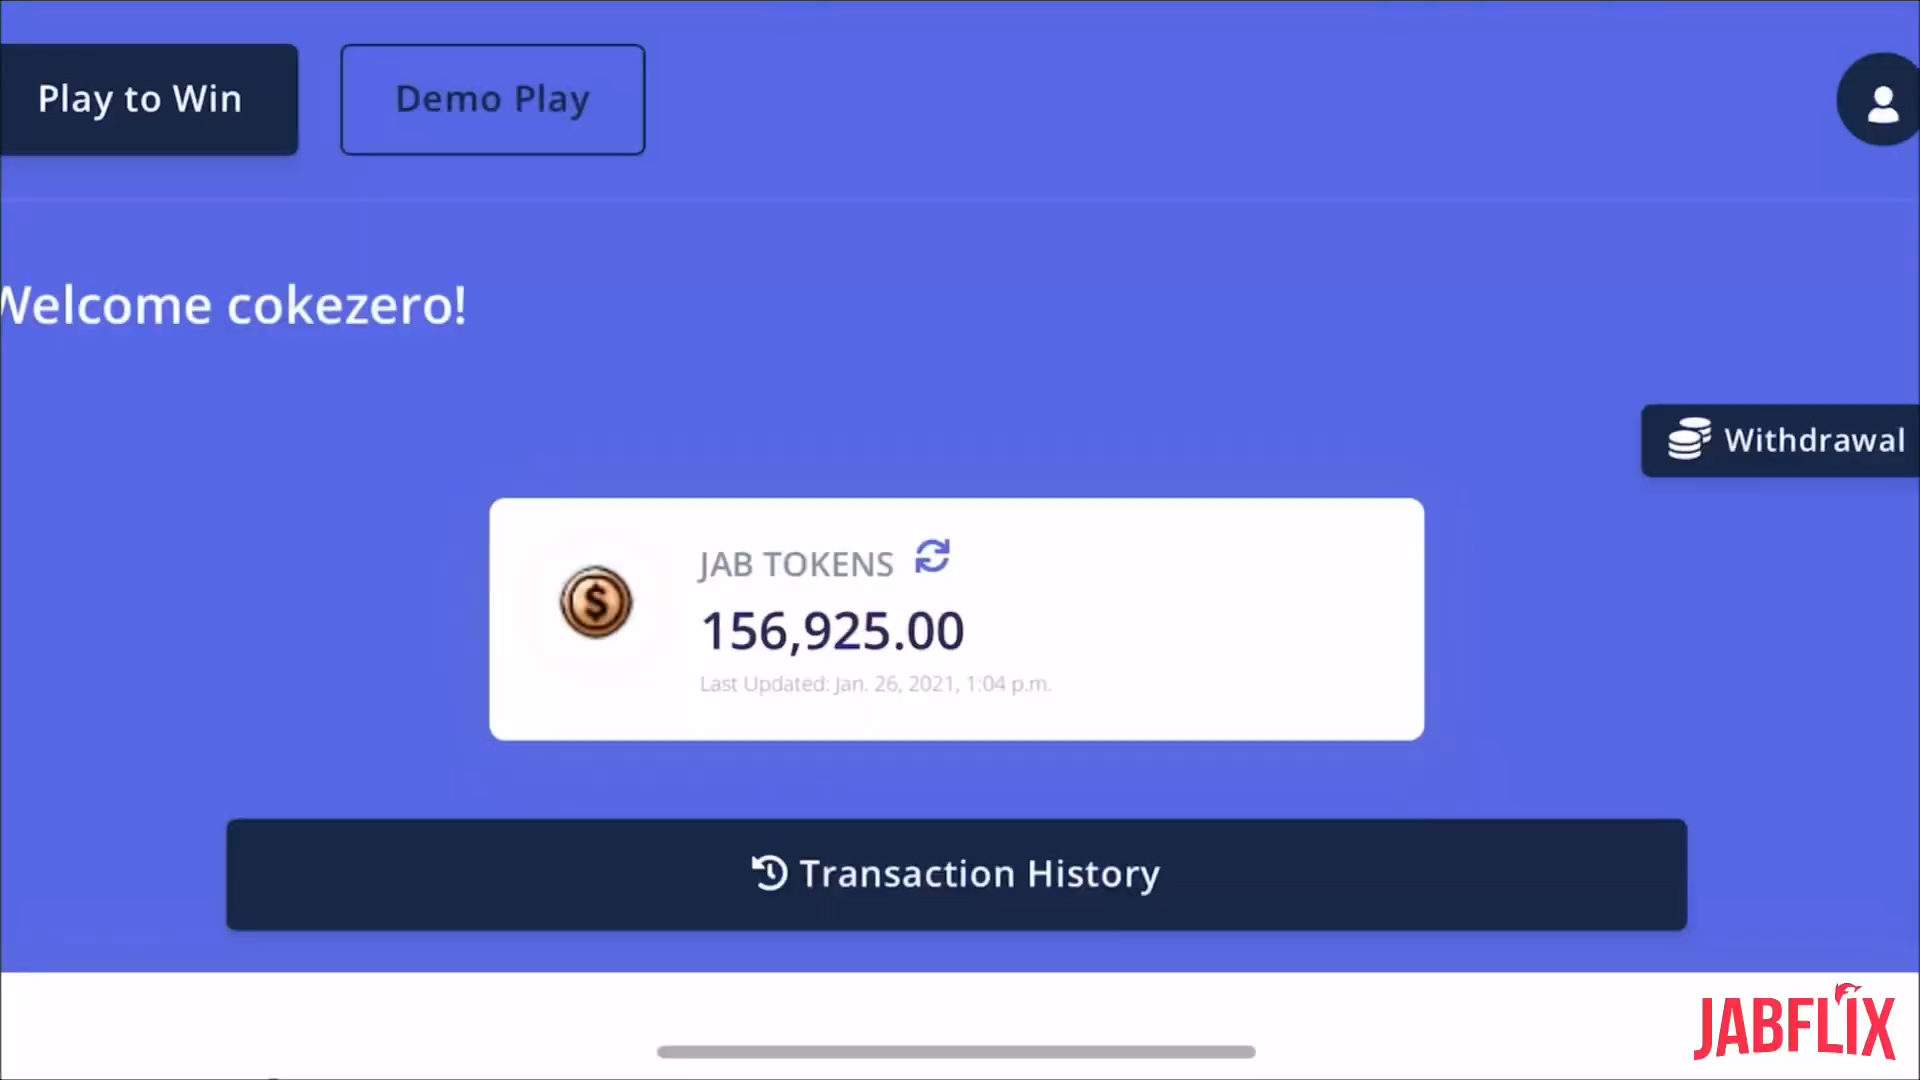 Play to Win
Demo Play
Welcome cokezero!
Withdrawal
JAB TOKENS
156,925.00
Last Updated: Jan. 26, 2021, 1:04 p.m.
Transaction History
JABFLIX